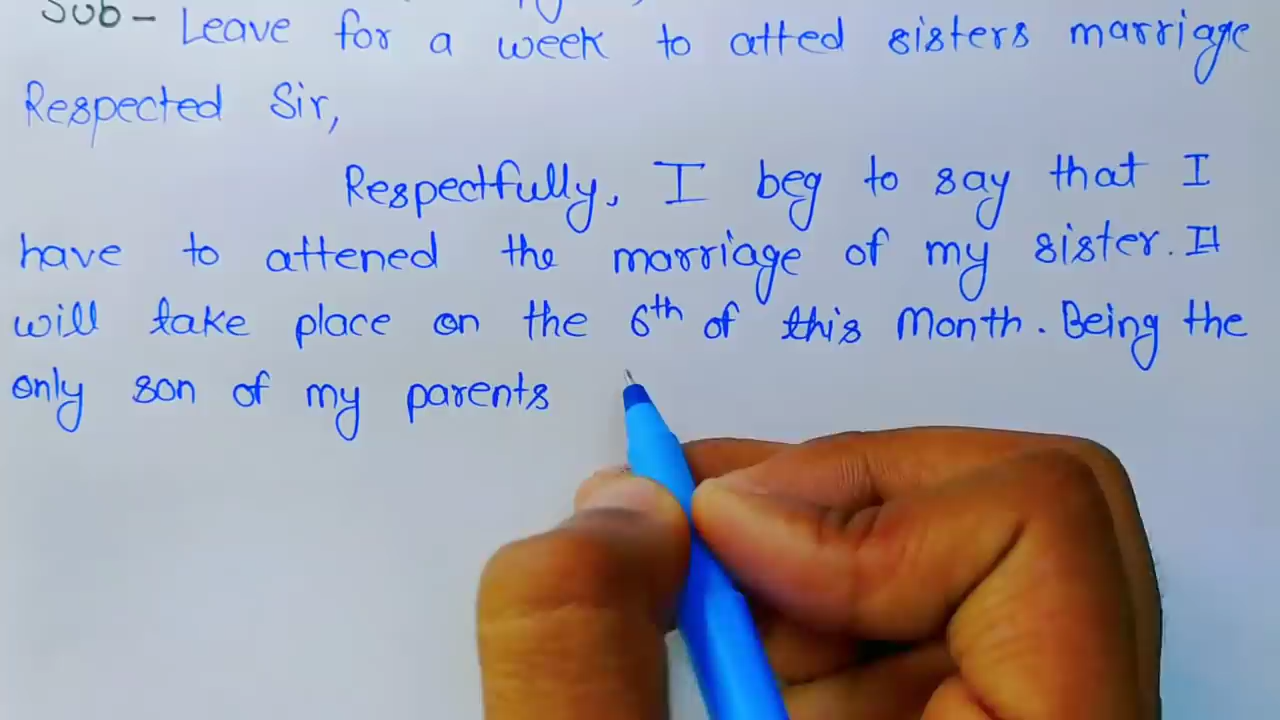 Sub- Leave for a week to atted sisters marriage
Respected Sir,
Respectfully, I beg to say that I
have to attened the marriage of my sister. It
will take place on the 6th of this Month. Being the
only son of my parents